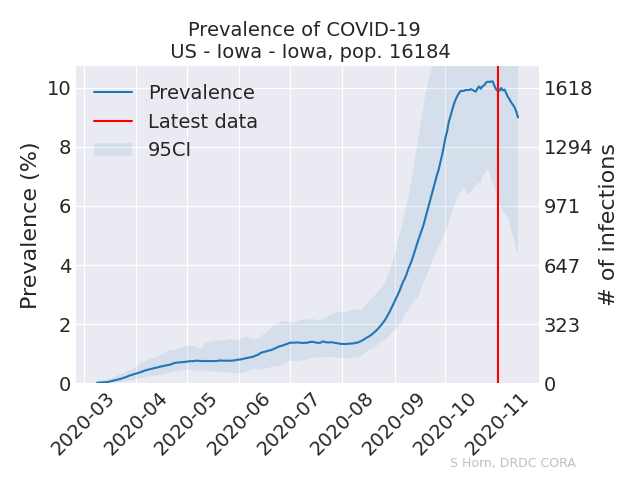 Prevalence of COVID-19
US - Iowa - Iowa, pop. 16184
Prevalence
Latest data
95CI
Prevalence (%)
10
8
6
4
2
0
1618
1294
971
647
323
0
# of infections
2020-03
2020-04
2020-05
2020-06
2020-07
2020-08
2020-09
2020-10
2020-11
S Horn, DRDC CORA